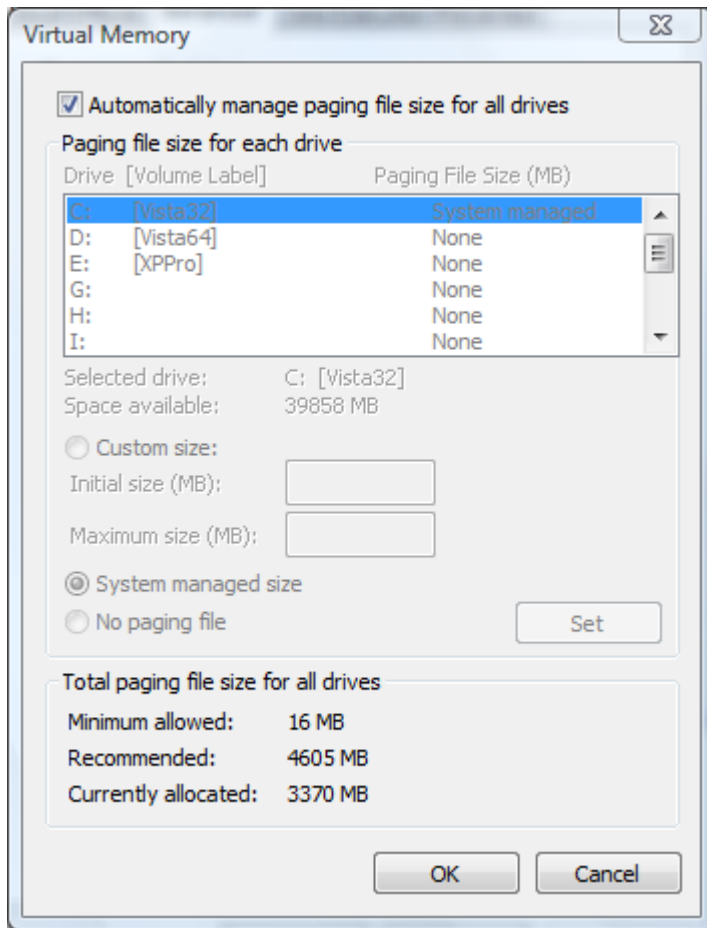 Virtual Memory
Automatically manage paging file size for all drives
Paging file size for each drive
Drive [Volume Label] Paging File Size (MB)
C: [Vista32] System managed
D: [Vista64] None
E: [XPPro] None
G: None
H: None
I: None
Selected drive: C: [Vista32]
Space available: 39858 MB
Custom size:
Initial size (MB):
Maximum size (MB):
System managed size
No paging file
Set
Total paging file size for all drives
Minimum allowed: 16 MB
Recommended: 4605 MB
Currently allocated: 3370 MB
OK Cancel